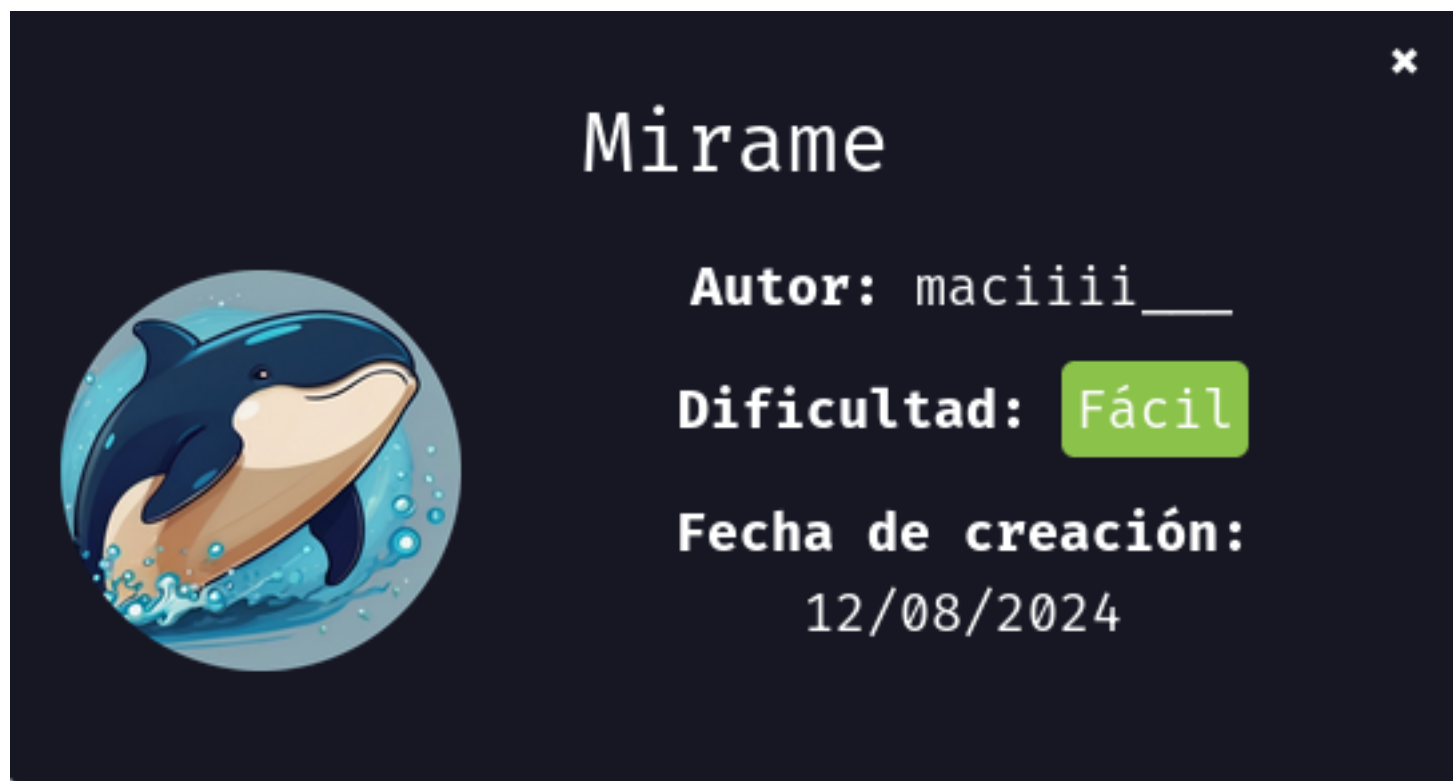 Mirame
Autor: maciiii___
Dificultad: Fácil
Fecha de creación:
12/08/2024